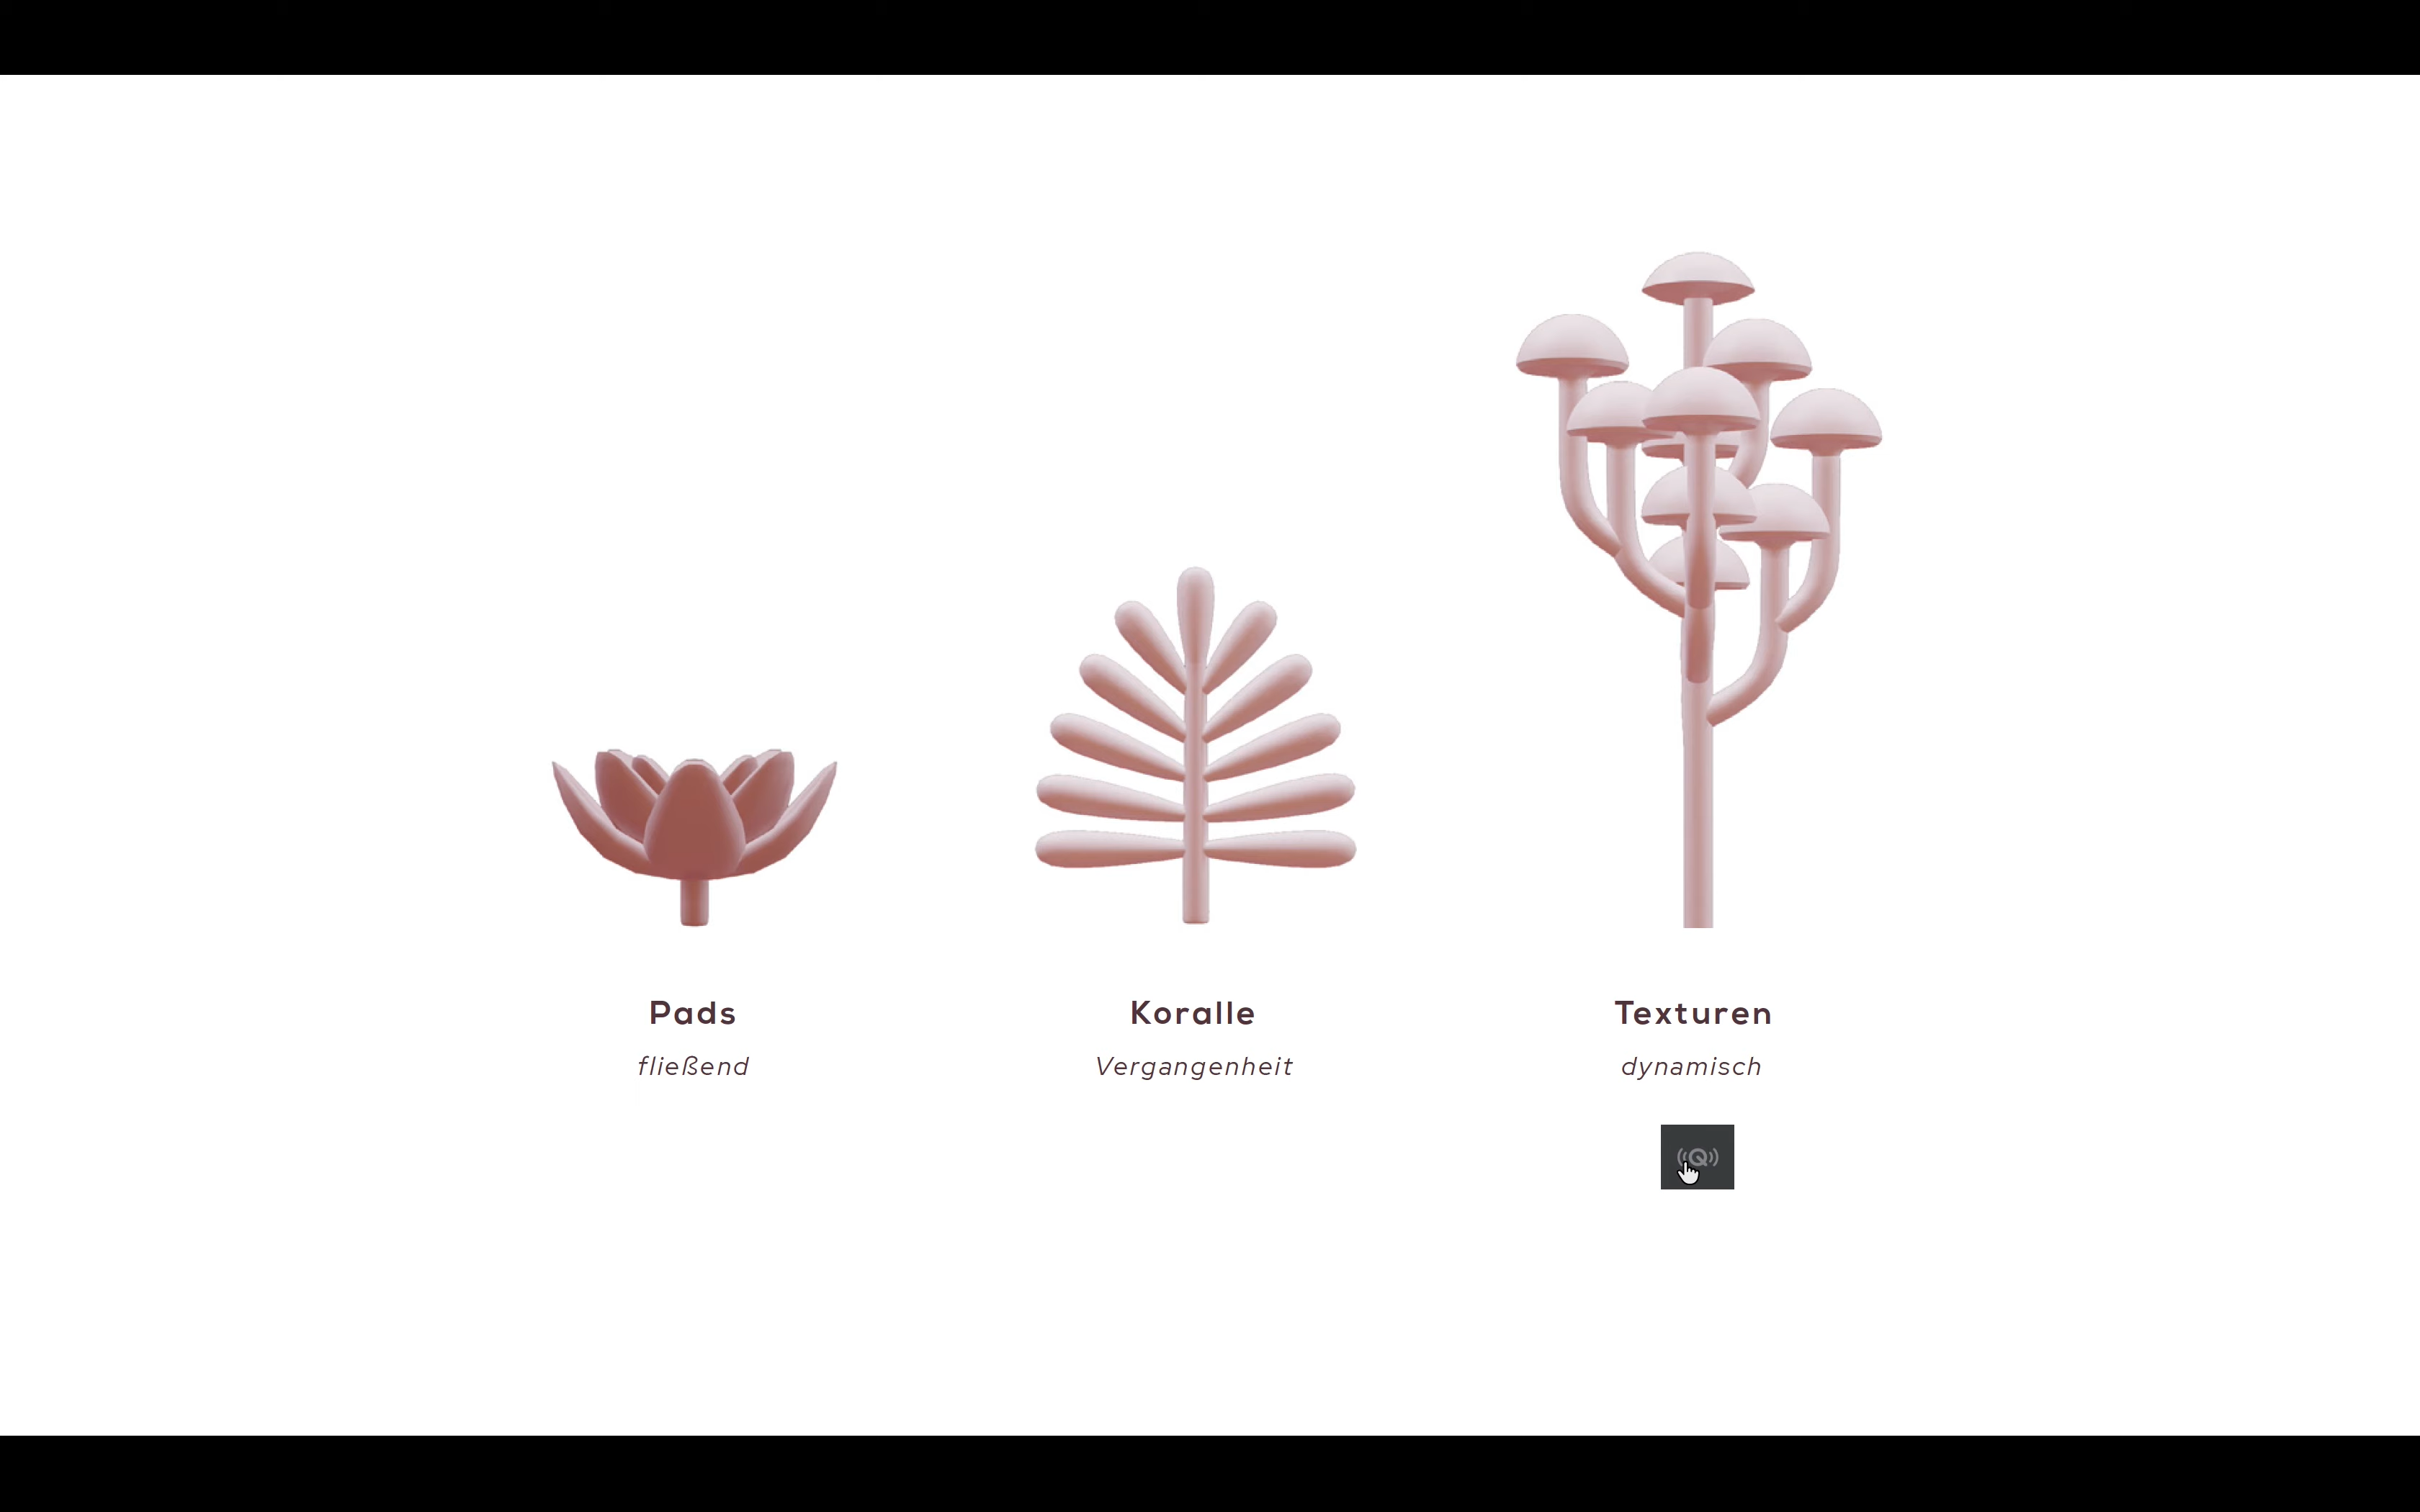 Pads
Koralle
Texturen
fließend
Vergangenheit
dynamisch
Q